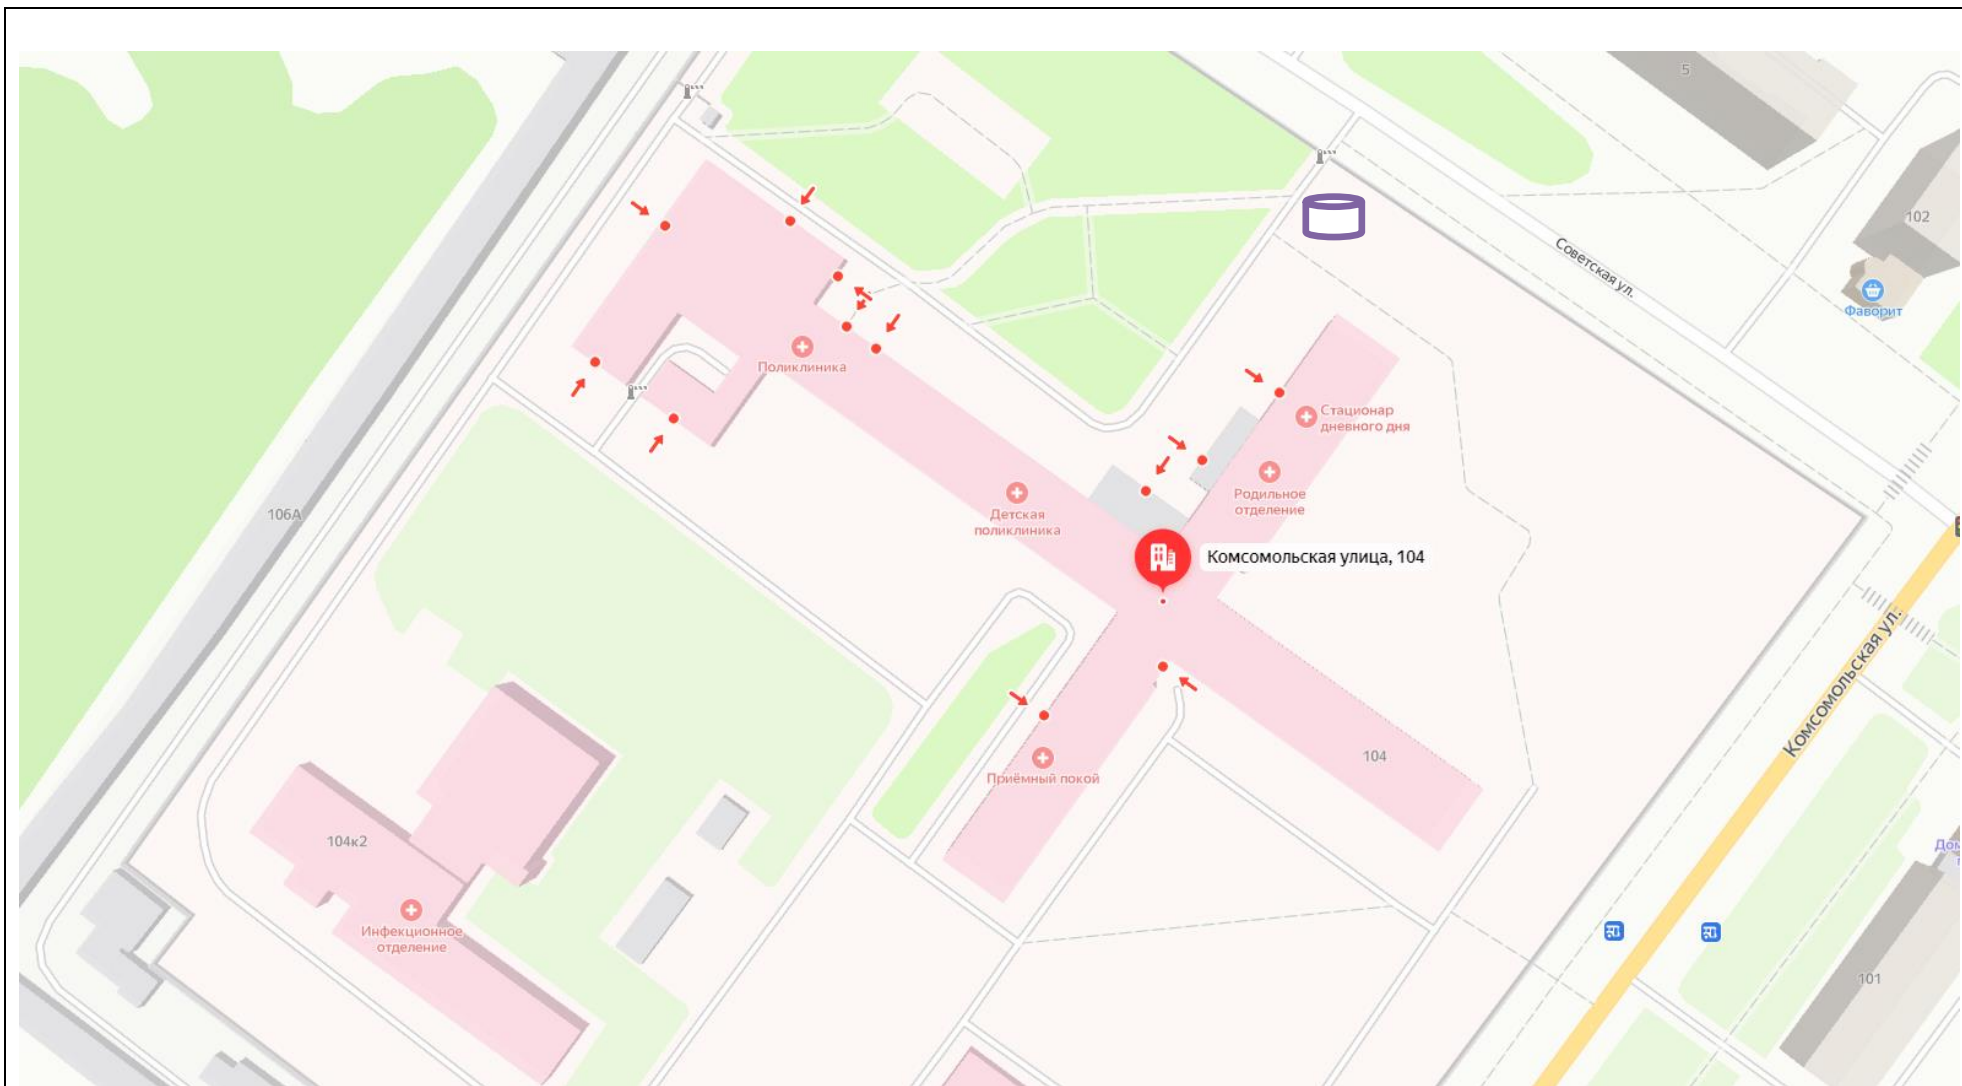 5
102
Советская ул.
Фаворит
Поликлиника
Стационар
дневного дня
Родильное
отделение
Детская
поликлиника
106А
Комсомольская улица, 104
Комсомольская ул.
104
Приёмный покой
104к2
Инфекционное
отделение
101